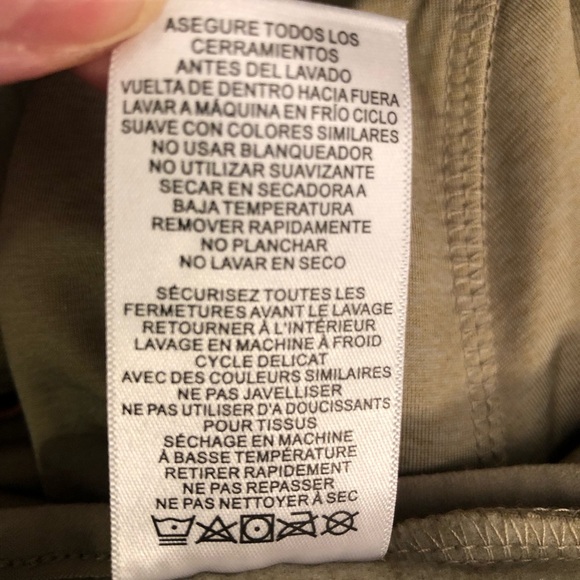 ASEGURE TODOS LOS
CERRAMIENTOS
ANTES DEL LAVADO
VUELTA DE DENTRO HACIA FUERA
LAVAR A MÁQUINA EN FRÍO CICLO
SUAVE CON COLORES SIMILARES
NO USAR BLANQUEADOR
NO UTILIZAR SUAVIZANTE
SECAR EN SECADORA A
BAJA TEMPERATURA
REMOVER RAPIDAMENTE
NO PLANCHAR
NO LAVAR EN SECO
SÉCURISEZ TOUTES LES
FERMETURES AVANT LE LAVAGE
RETOURNER À L'INTÉRIEUR
LAVAGE EN MACHINE À FROID
CYCLE DELICAT
AVEC DES COULEURS SIMILAIRES
NE PAS JAVELLISER
NE PAS UTILISER D'A DOUCISSANTS
POUR TISSUS
SÉCHAGE EN MACHINE
À BASSE TEMPÉRATURE
RETIRER RAPIDEMENT
NE PAS REPASSER
NE PAS NETTOYER À SEC